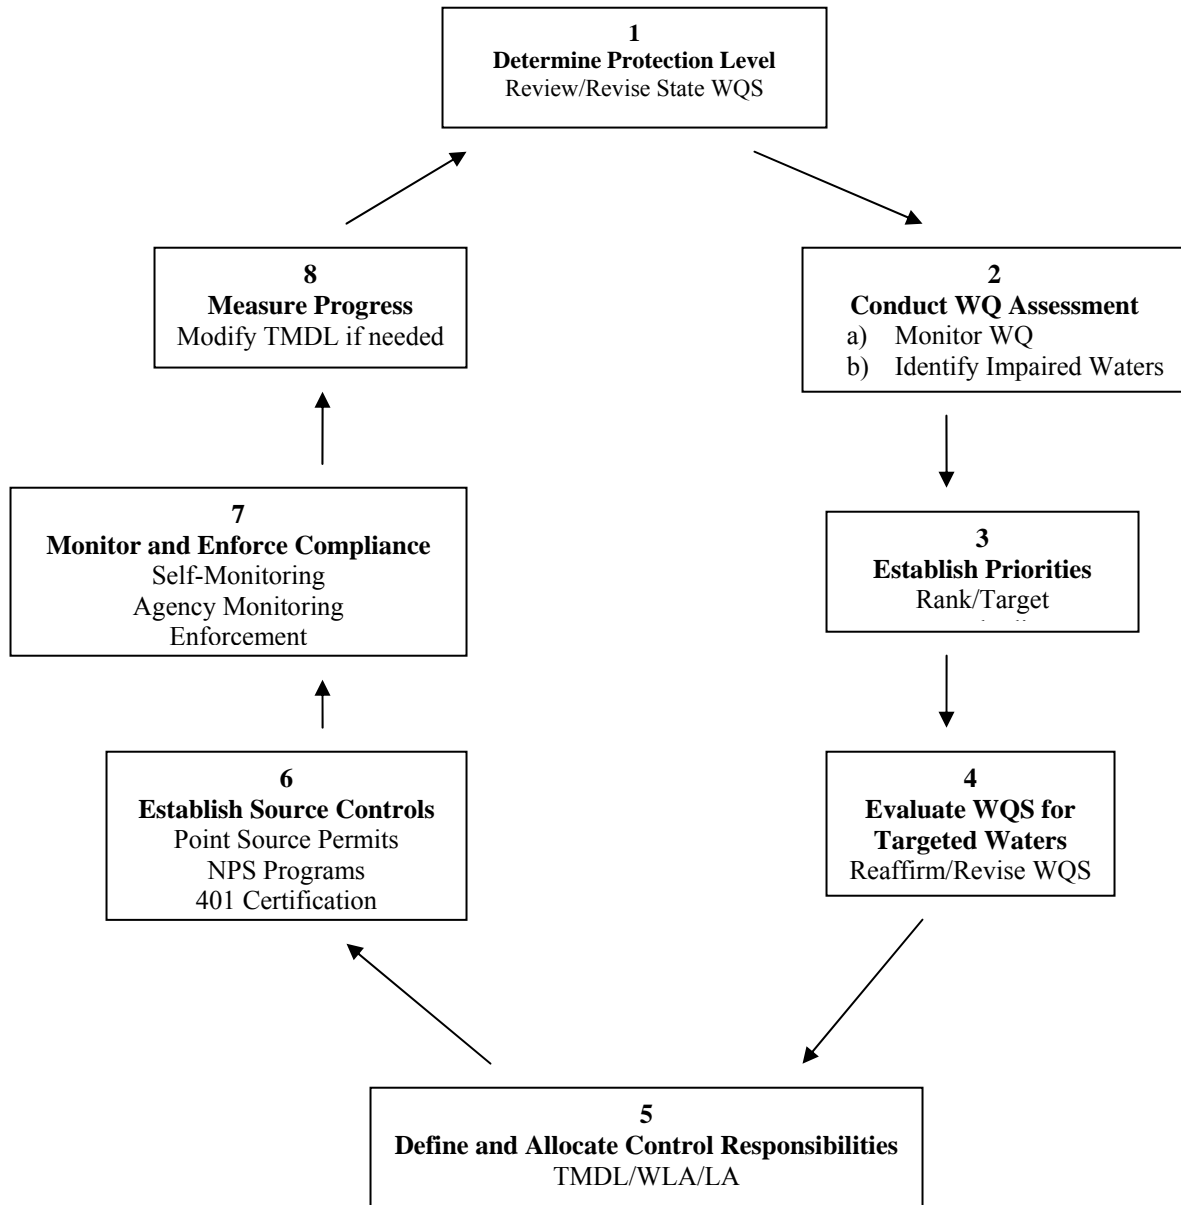 1
Determine Protection Level
Review/Revise State WQS
8
Measure Progress
Modify TMDL if needed
2
Conduct WQ Assessment
a) Monitor WQ
b) Identify Impaired Waters
7
Monitor and Enforce Compliance
Self-Monitoring
Agency Monitoring
Enforcement
3
Establish Priorities
Rank/Target
6
Establish Source Controls
Point Source Permits
NPS Programs
401 Certification
4
Evaluate WQS for
Targeted Waters
Reaffirm/Revise WQS
5
Define and Allocate Control Responsibilities
TMDL/WLA/LA